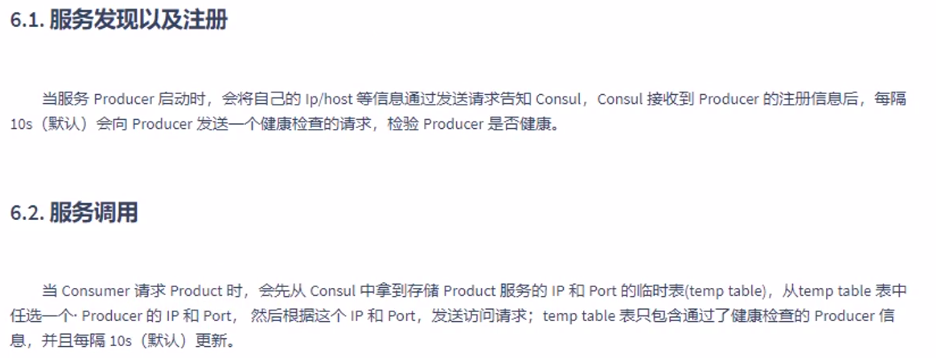 6.1. 服务发现以及注册
当服务 Producer 启动时，会将自己的 Ip/host 等信息通过发送请求告知 Consul，Consul 接收到 Producer 的注册信息后，每隔
10s（默认）会向 Producer 发送一个健康检查的请求，检验 Producer 是否健康。
6.2. 服务调用
当 Consumer 请求 Product 时，会先从 Consul 中拿到存储 Product 服务的 IP 和 Port 的临时表(temp table)，从temp table 表中
任选一个· Producer 的 IP 和 Port， 然后根据这个 IP 和 Port，发送访问请求；temp table 表只包含通过了健康检查的 Producer 信
息，并且每隔 10s（默认）更新。